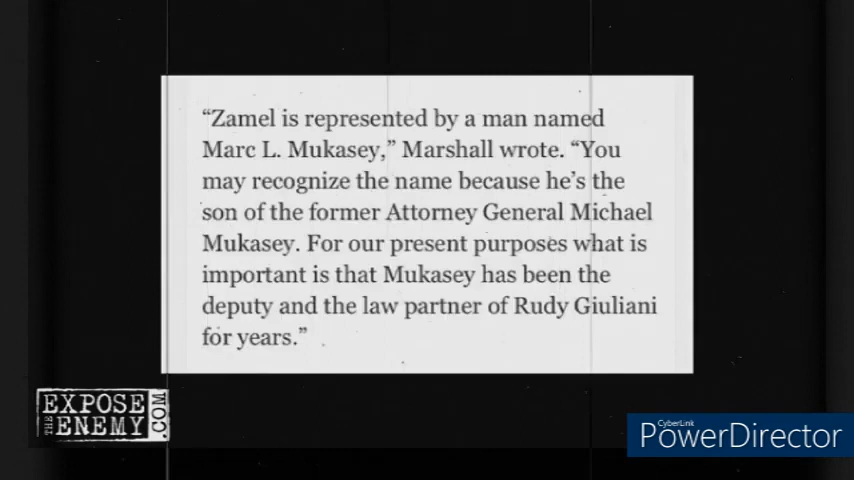 “Zamel is represented by a man named
Marc L. Mukasey,” Marshall wrote. “You
may recognize the name because he’s the
son of the former Attorney General Michael
Mukasey. For our present purposes what is
important is that Mukasey has been the
deputy and the law partner of Rudy Giuliani
for years.”
EXPOSE
THE ENEMY
.COM
CyberLink
PowerDirector